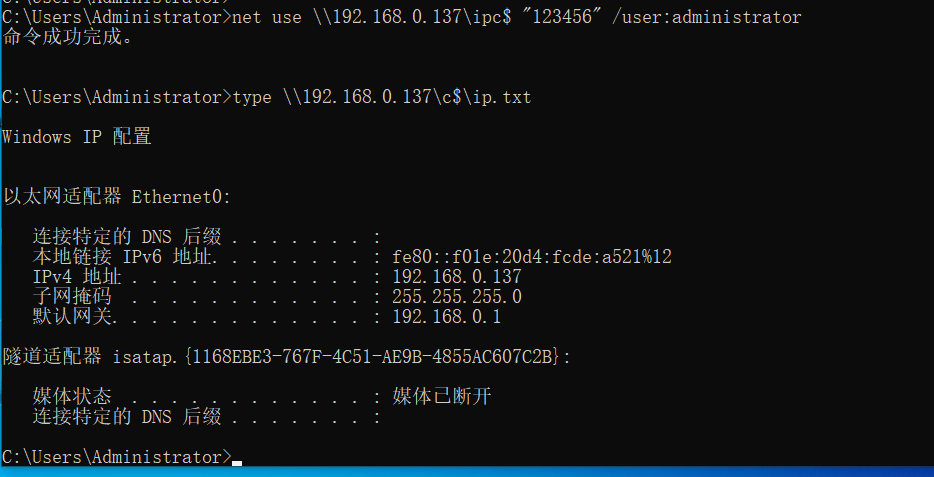 C:\Users\Administrator>net use \\192.168.0.137\ipc$ "123456" /user:administrator
命令成功完成。
C:\Users\Administrator>type \\192.168.0.137\c$\ip.txt
Windows IP 配置
以太网适配器 Ethernet0:
连接特定的 DNS 后缀 . . . . . . . :
本地链接 IPv6 地址. . . . . . . . : fe80::f01e:20d4:fcde:a521%12
IPv4 地址 . . . . . . . . . . . . : 192.168.0.137
子网掩码  . . . . . . . . . . . . : 255.255.255.0
默认网关. . . . . . . . . . . . . : 192.168.0.1
隧道适配器 isatap.{1168EBE3-767F-4C51-AE9B-4855AC607C2B}:
媒体状态  . . . . . . . . . . . . : 媒体已断开
连接特定的 DNS 后缀 . . . . . . . :
C:\Users\Administrator>